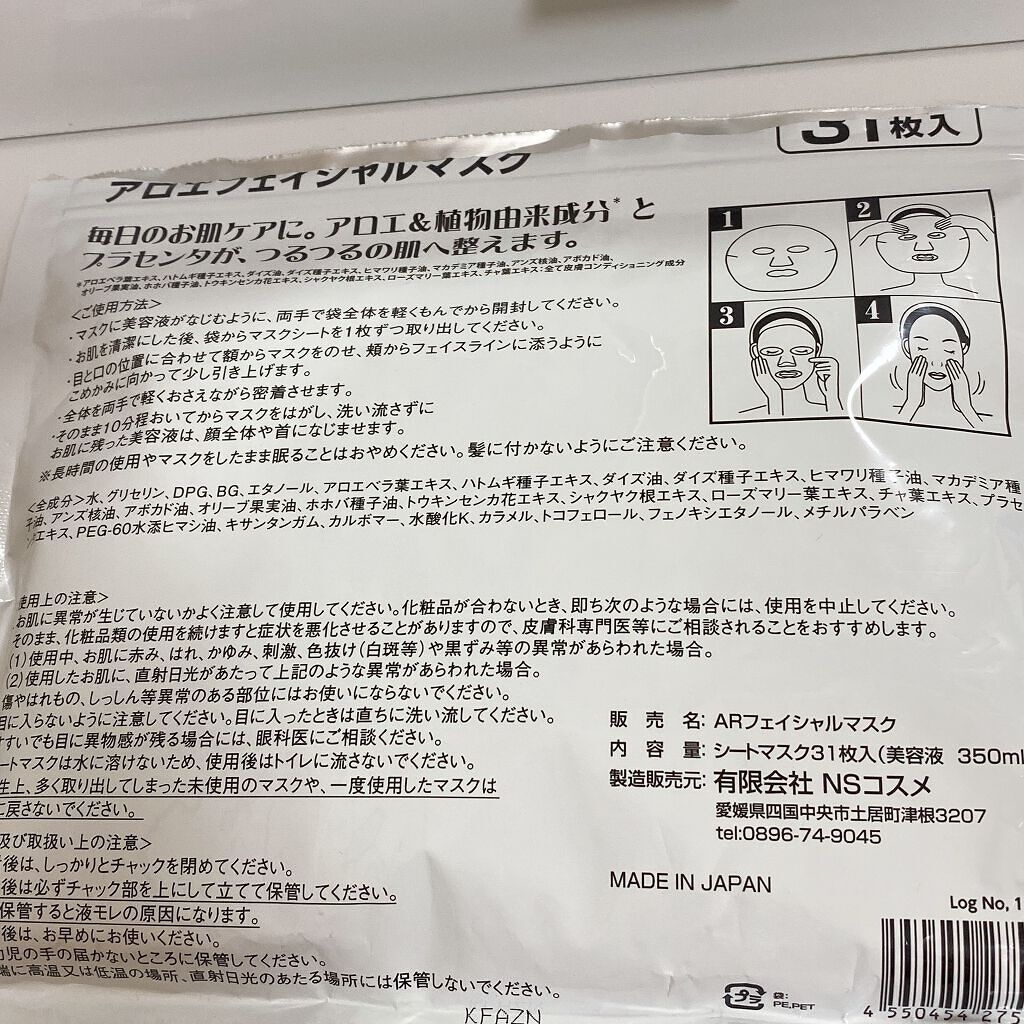 31枚入
アロエフェイシャルマスク
毎日のお肌ケアに。アロエ&植物由来成分*と
プラセンタが、つるつるの肌へ整えます。
*アロエベラ葉エキス、ハトムギ種子エキス、ダイズ油、ダイズ種子エキス、ヒマワリ種子油、マカデミア種子油、アンズ核油、アボカド油、
オリーブ果実油、ホホバ種子油、トウキンセンカ花エキス、シャクヤク根エキス、ローズマリー葉エキス、チャ葉エキス:全て皮膚コンディショニング成分
<ご使用方法>
・マスクに美容液がなじむように、両手で袋全体を軽くもんでから開封してください。
・お肌を清潔にした後、袋からマスクシートを1枚ずつ取り出してください。
・目と口の位置に合わせて額からマスクをのせ、頬からフェイスラインに添うように
こめかみに向かって少し引き上げます。
・全体を両手で軽くおさえながら密着させます。
・そのまま10分程おいてからマスクをはがし、洗い流さずに
お肌に残った美容液は、顔全体や首になじませます。
※長時間の使用やマスクをしたまま眠ることはおやめください。髪に付かないようにご注意ください。
1
2
3
4
<全成分>水、グリセリン、DPG、BG、エタノール、アロエベラ葉エキス、ハトムギ種子エキス、ダイズ油、ダイズ種子エキス、ヒマワリ種子油、マカデミア種
子油、アンズ核油、アボカド油、オリーブ果実油、ホホバ種子油、トウキンセンカ花エキス、シャクヤク根エキス、ローズマリー葉エキス、チャ葉エキス、プラセ
エキス、PEG-60水添ヒマシ油、キサンタンガム、カルボマー、水酸化K、カラメル、トコフェロール、フェノキシエタノール、メチルパラベン
使用上の注意>
お肌に異常が生じていないかよく注意して使用してください。化粧品が合わないとき、即ち次のような場合には、使用を中止してください。
そのまま、化粧品類の使用を続けますと症状を悪化させることがありますので、皮膚科専門医等にご相談されることをおすすめします。
(1)使用中、お肌に赤み、はれ、かゆみ、刺激、色抜け(白斑等)や黒ずみ等の異常があらわれた場合。
(2)使用したお肌に、直射日光があたって上記のような異常があらわれた場合。
傷やはれもの、しっしん等異常のある部位にはお使いにならないでください。
目に入らないように注意してください。目に入ったときは直ちに洗い流してください。
すすいでも目に異物感が残る場合には、眼科医にご相談ください。
ートマスクは水に溶けないため、使用後はトイレに流さないでください。
生上、多く取り出してしまった未使用のマスクや、一度使用したマスクは
に戻さないでください。
及び取扱い上の注意>
後は、しっかりとチャックを閉めてください。
後は必ずチャック部を上にして立てて保管してください。
保管すると液モレの原因になります。
後は、お早めにお使いください。
幼児の手の届かないところに保管してください。
端に高温又は低温の場所、直射日光のあたる場所には保管しないでください。
販売名:ARフェイシャルマスク
内容量:シートマスク31枚入(美容液 350ml
製造販売元:有限会社 NSコスメ
愛媛県四国中央市土居町津根3207
tel:0896-74-9045
MADE IN JAPAN
Log No, 1
プラ
袋:
PE,PET
4 550454 275
KFAZN